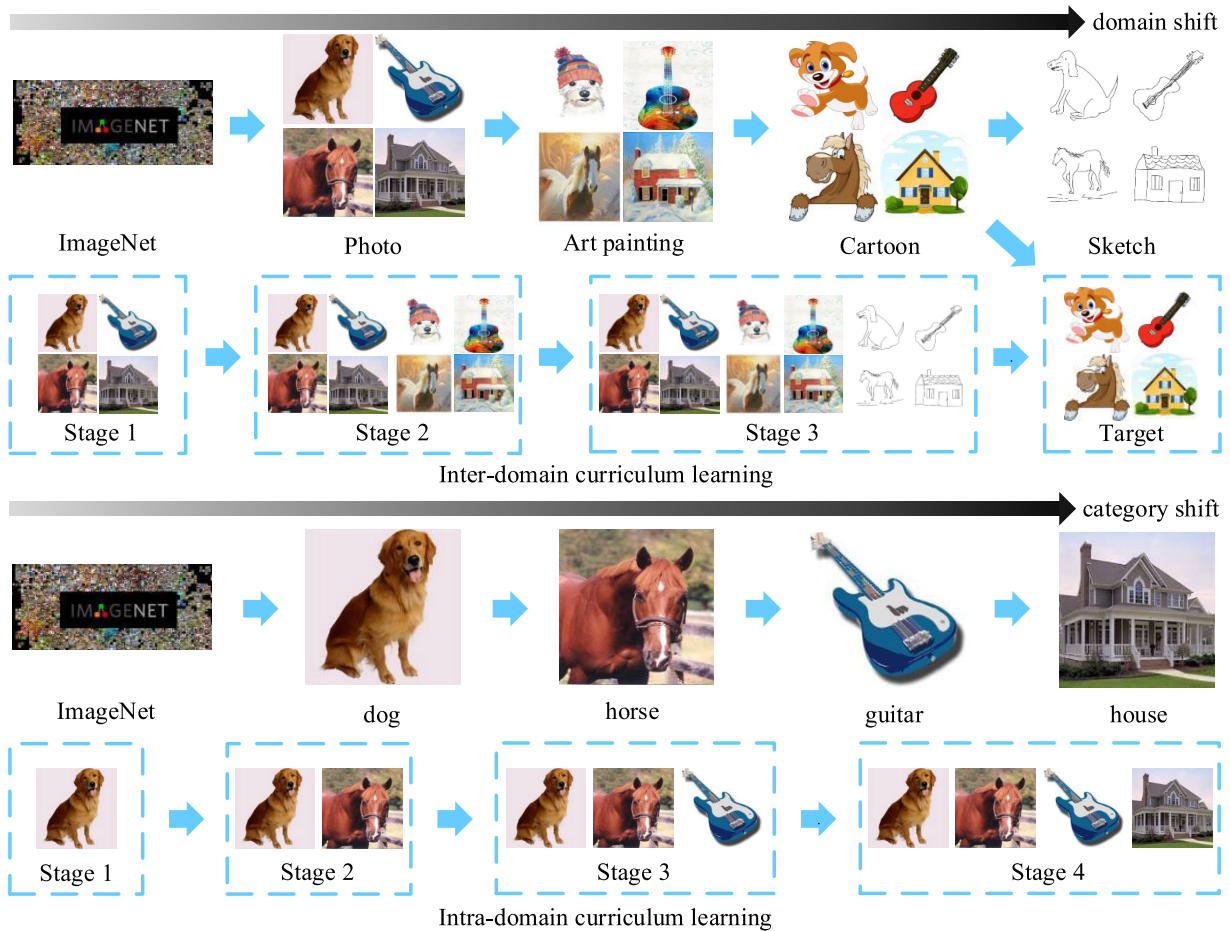 domain shift
IMAGENET
ImageNet
Photo
Art painting
Cartoon
Sketch
Stage 1
Stage 2
Stage 3
Target
Inter-domain curriculum learning
category shift
IMAGENET
ImageNet
dog
horse
guitar
house
Stage 1
Stage 2
Stage 3
Stage 4
Intra-domain curriculum learning